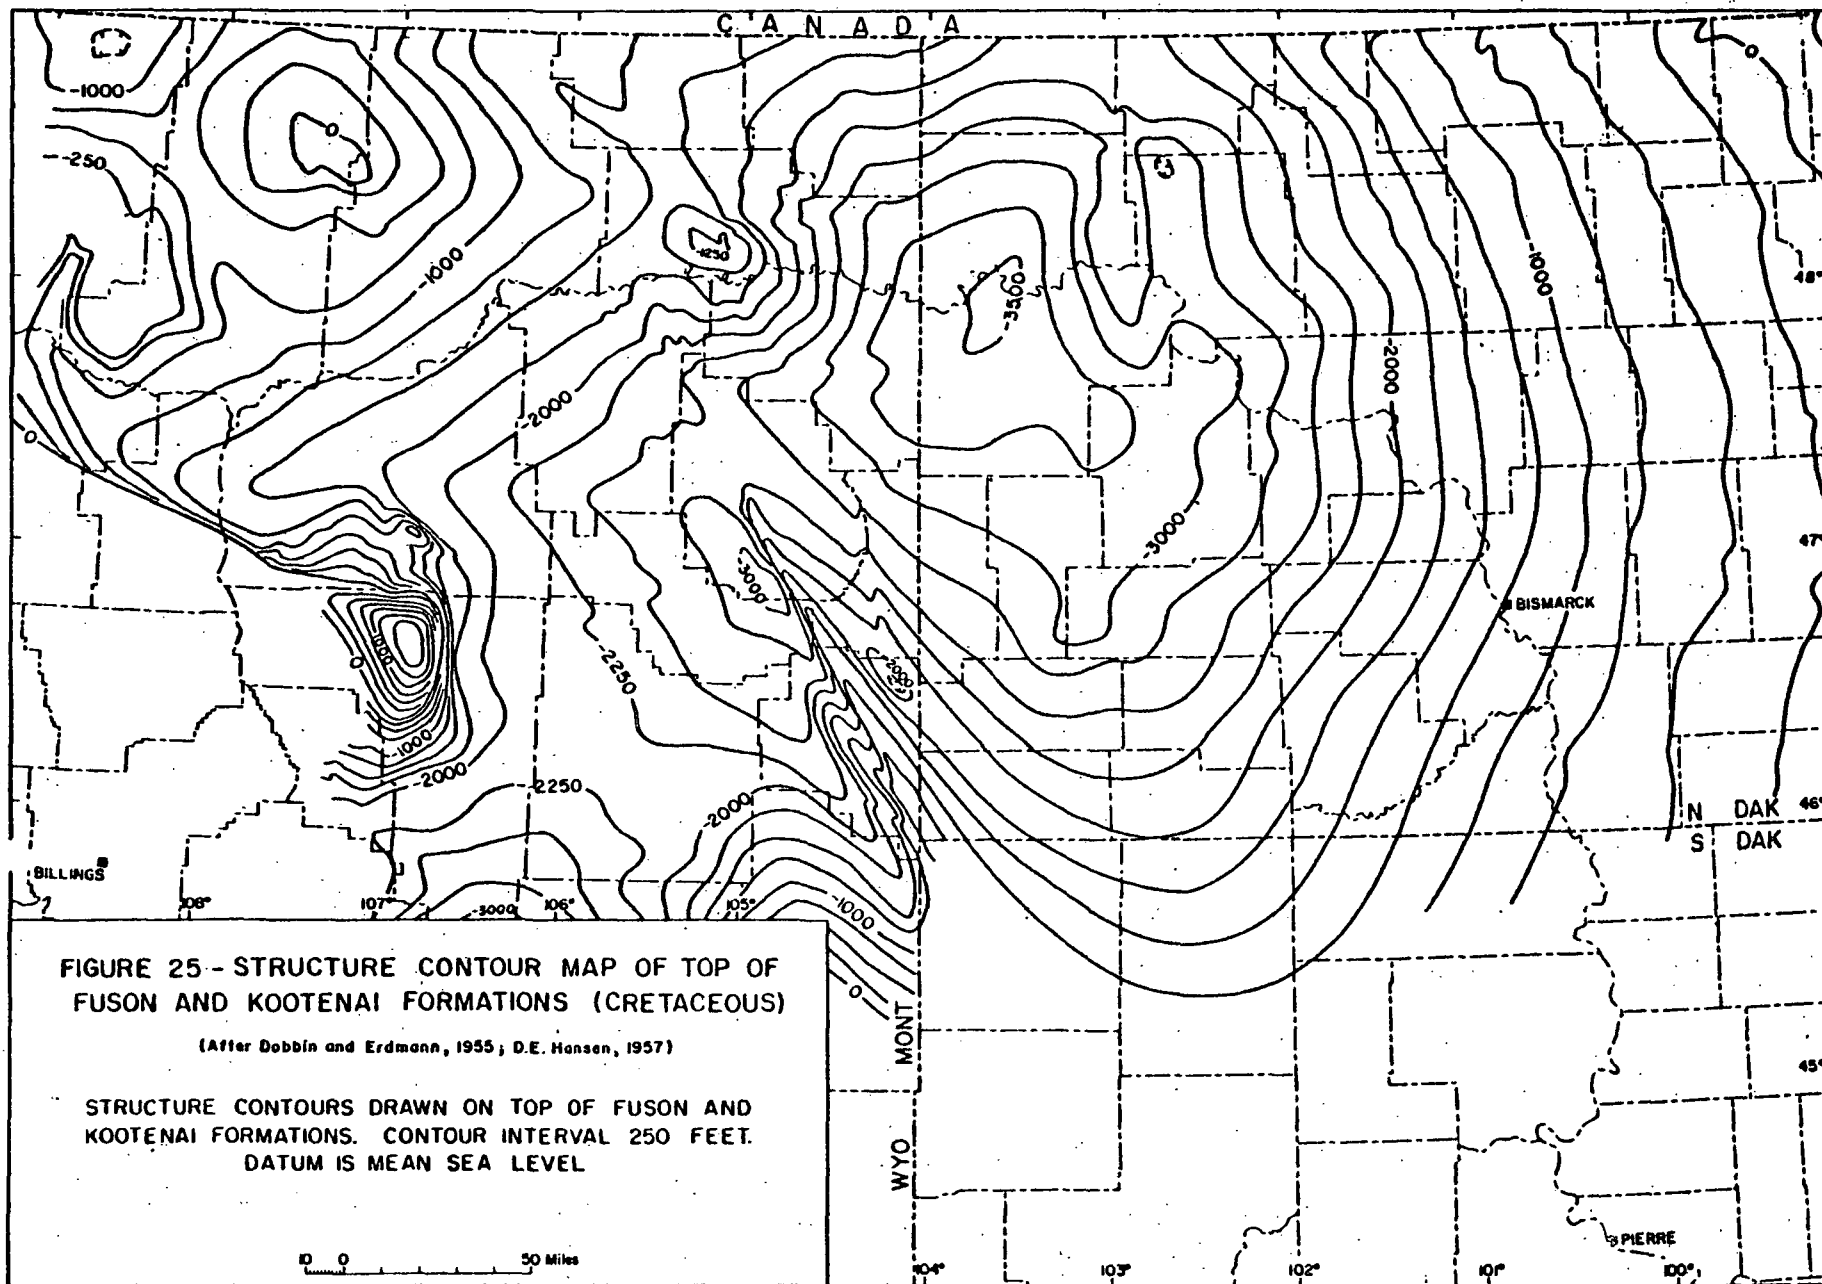 CANADA
0
-1000
0
-250
-1000
-1250
-3500
-1000
48°
-2000
-2000
0
0
-3000
47°
-3000
BISMARCK
1000
0
-2000
-2250
-1000
-2000
-2250
-2000
N DAK 46°
S DAK
BILLINGS
108° 107° 106° 105°
-3000
-1000
0
FIGURE 25 - STRUCTURE CONTOUR MAP OF TOP OF
FUSON AND KOOTENAI FORMATIONS (CRETACEOUS)
(After Dobbin and Erdmann, 1955; D.E. Hansen, 1957)
STRUCTURE CONTOURS DRAWN ON TOP OF FUSON AND
KOOTENAI FORMATIONS. CONTOUR INTERVAL 250 FEET.
DATUM IS MEAN SEA LEVEL
MONT
WYO
45°
PIERRE
10 0 50 Miles
104° 103° 102° 101° 100°